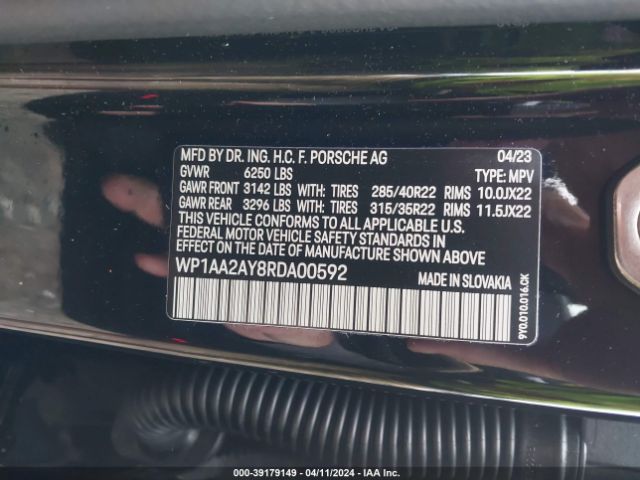 MFD BY DR. ING. H.C. F. PORSCHE AG 04/23
GVWR 6250 LBS TYPE: MPV
GAWR FRONT 3142 LBS WITH: TIRES 285/40R22 RIMS 10.0JX22
GAWR REAR 3296 LBS WITH: TIRES 315/35R22 RIMS 11.5JX22
THIS VEHICLE CONFORMS TO ALL APPLICABLE U.S.
FEDERAL MOTOR VEHICLE SAFETY STANDARDS IN
EFFECT ON DATE OF MANUFACTURE SHOWN ABOVE
WP1AA2AY8RDA00592 MADE IN SLOVAKIA
9Y0.010.016.CK
000-39179149 - 04/11/2024 - IAA Inc.